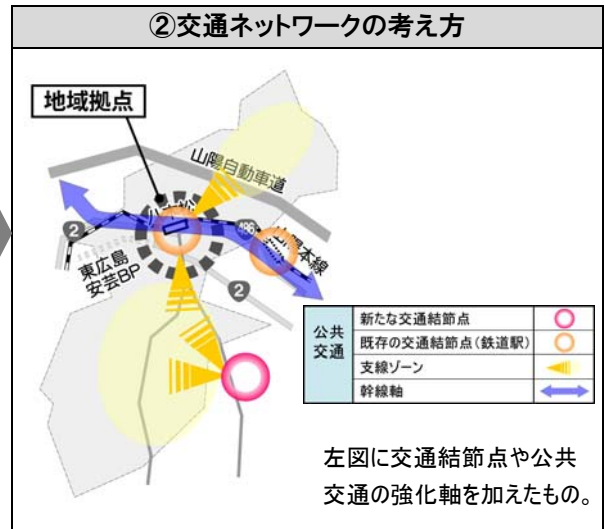 ②交通ネットワークの考え方
地域拠点
山陽自動車道
2
486
山陽本線
東広島
安芸BP
2
公共
交通
新たな交通結節点
既存の交通結節点(鉄道駅)
支線ゾーン
幹線軸
左図に交通結節点や公共
交通の強化軸を加えたもの。